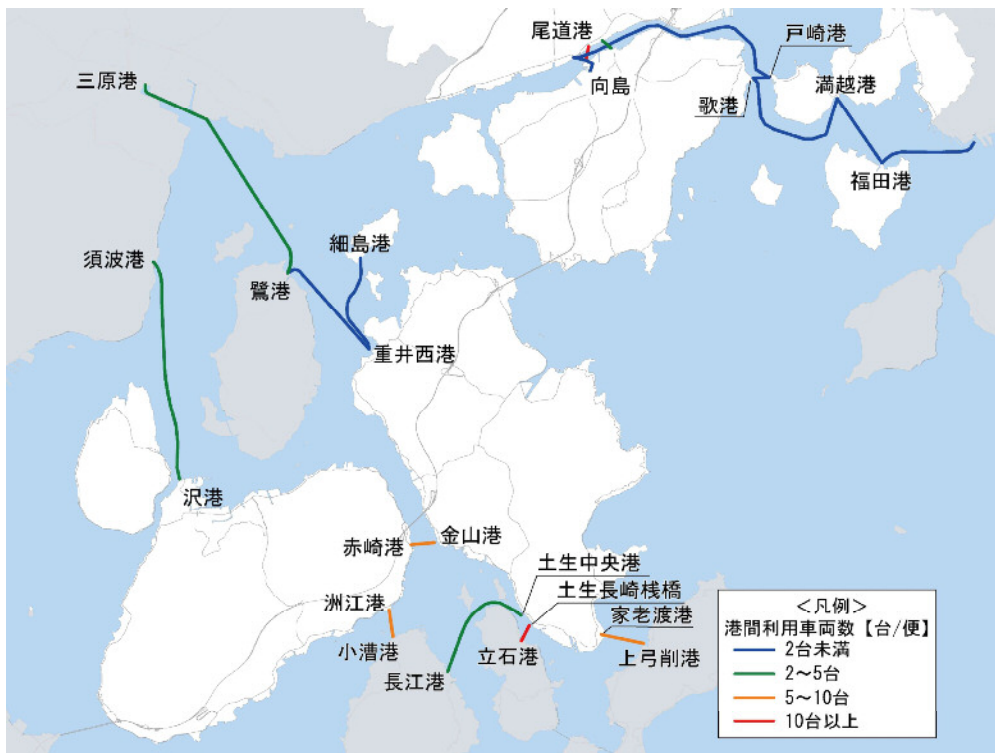 尾道港
戸崎港
三原港
向島
満越港
歌港
福田港
細島港
須波港
鷺港
重井西港
沢港
金山港
赤崎港
土生中央港
土生長崎桟橋
洲江港
家老渡港
小漕港
立石港
上弓削港
長江港
＜凡例＞
港間利用車両数【台/便】
2台未満
2～5台
5～10台
10台以上